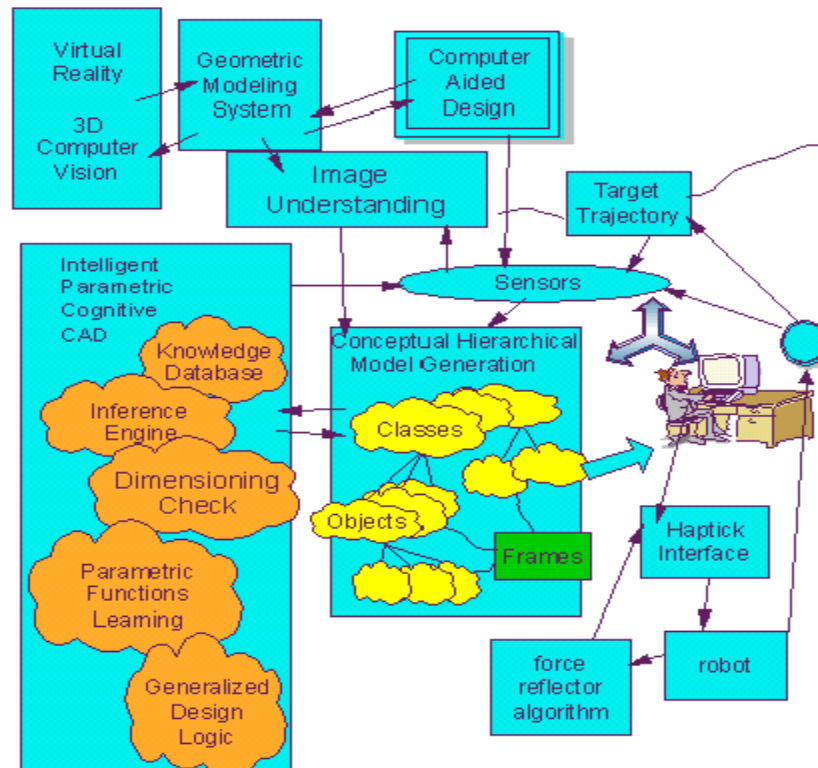 Virtual
Reality
3D
Computer
Vision
Geometric
Modeling
System
Computer
Aided
Design
Image
Understanding
Target
Trajectory
Sensors
Intelligent
Parametric
Cognitive
CAD
Knowledge
Database
Inference
Engine
Dimensioning
Check
Parametric
Functions
Learning
Generalized
Design
Logic
Conceptual Hierarchical
Model Generation
Classes
Objects
Frames
Haptick
Interface
force
reflector
algorithm
robot